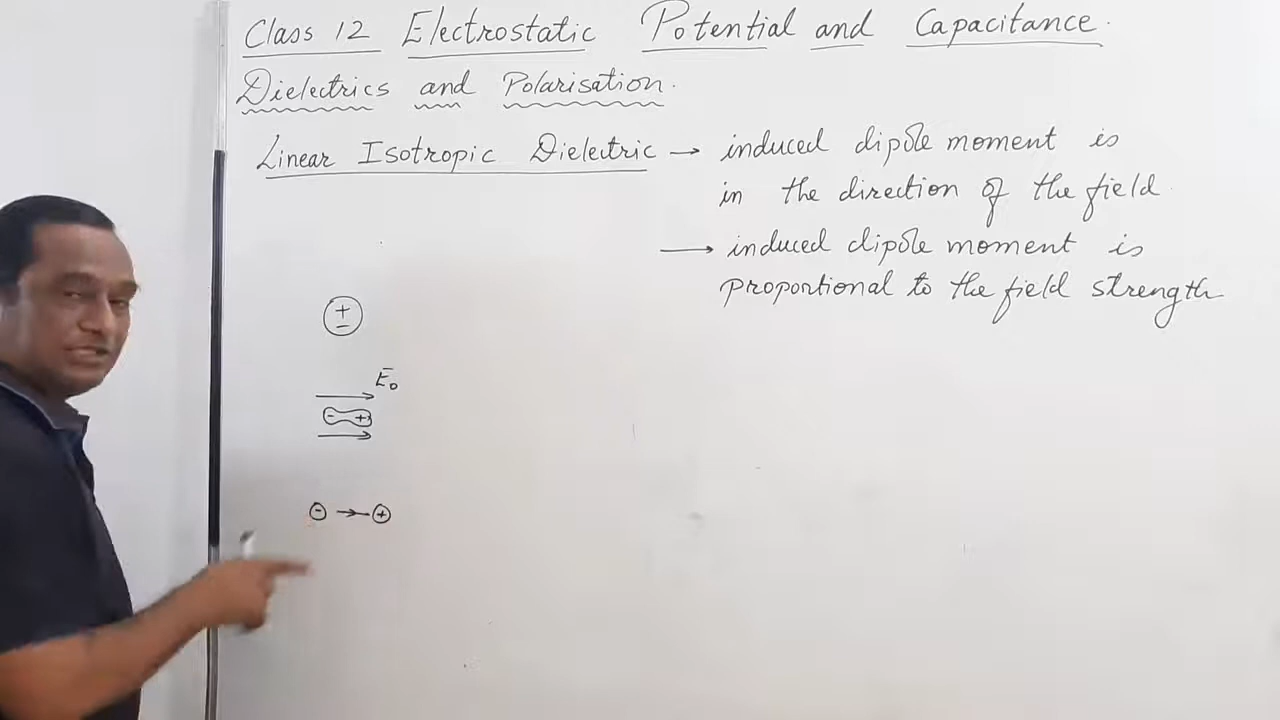 Class 12 Electrostatic Potential and Capacitance.
Dielectrics and Polarisation.
Linear Isotropic Dielectric → induced dipole moment is
in the direction of the field.
→ induced dipole moment is
proportional to the field strength
+
-
E₀
- +
- +